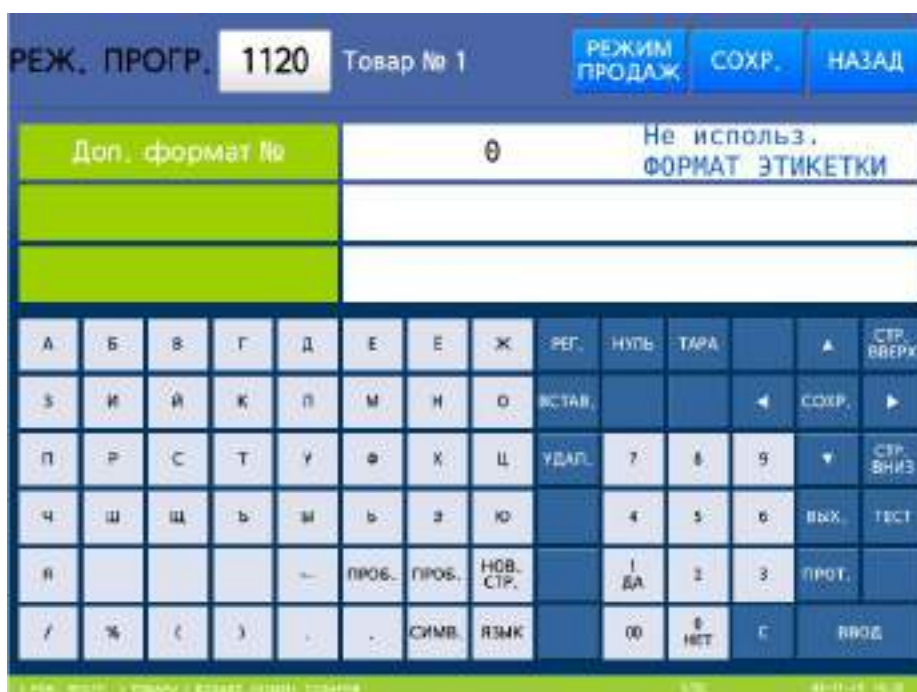 РЕЖ. ПРОГР. 1120 Товар № 1 РЕЖИМ ПРОДАЖ СОХР. НАЗАД
Доп. формат № 0 Не использ.
ФОРМАТ ЭТИКЕТКИ
А Б В Г Д Е Ё Ж РЕГ. НУЛЬ ТАРА ▲ СТР. ВВЕРХ
З И Й К Л М Н О ВСТАВ. ◀ СОХР. ▶
П Р С Т У Ф Х Ц УДАЛ. 7 8 9 ▼ СТР. ВНИЗ
Ч Ш Щ Ъ Ы Ь Э Ю 4 5 6 ВЫХ. ТЕСТ
Я ПРОБ. ПРОБ. НОВ. СТР. 1 ДА 2 3 ПРОТ.
/ % ( ) . СИМВ. ЯЗЫК 00 0 НЕТ C ВВОД